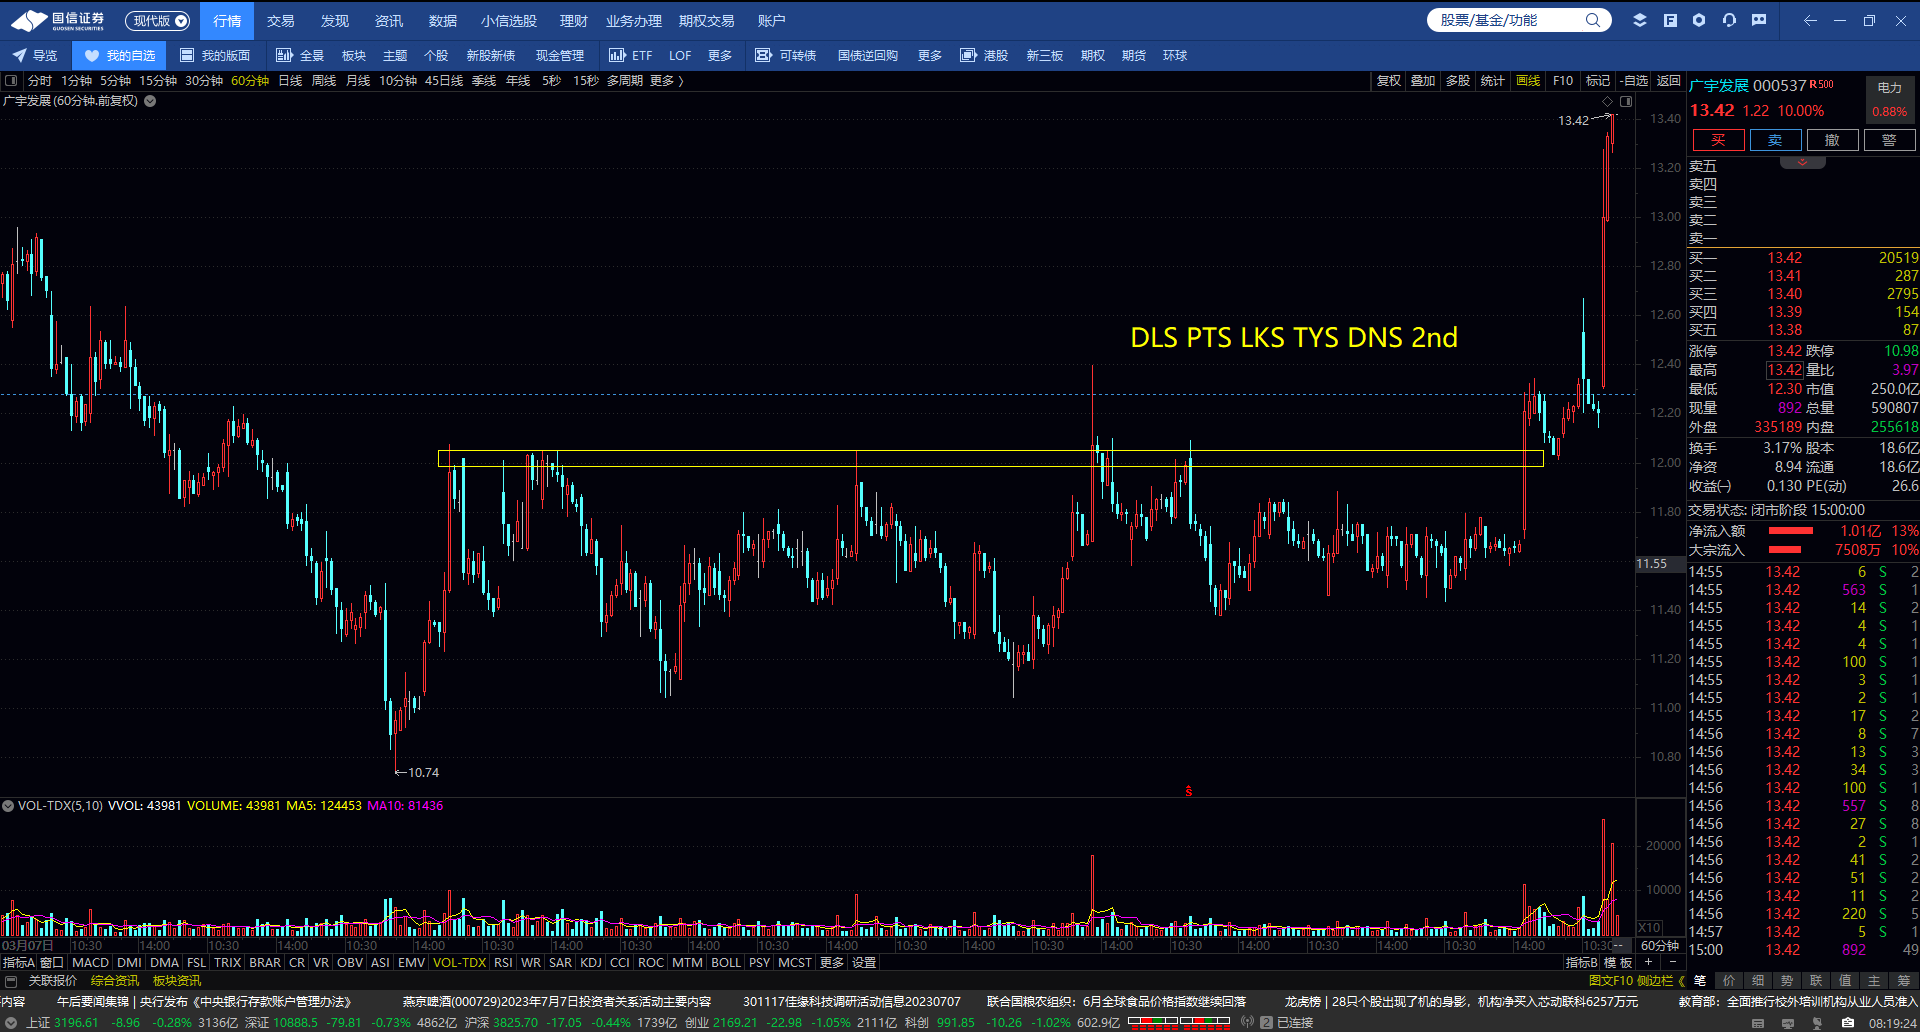 国信证券 GUOSEN SECURITIES 现代版 行情 交易 发现 资讯 数据 小信选股 理财 业务办理 期权交易 账户 股票/基金/功能
导览 我的自选 我的版面 全景 板块 主题 个股 新股新债 现金管理 ETF LOF 更多 可转债 国债逆回购 更多 港股 新三板 期权 期货 环球
分时 1分钟 5分钟 15分钟 30分钟 60分钟 日线 周线 月线 10分钟 45日线 季线 年线 5秒 15秒 多周期 更多 〉 复权 叠加 多股 统计 画线 F10 标记 -自选 返回
广宇发展(60分钟.前复权)
13.42
13.40
13.20
13.00
12.80
12.60
DLS PTS LKS TYS DNS 2nd
12.40
12.20
12.00
11.80
11.55
11.40
11.20
11.00
10.80
10.74
S
VOL-TDX(5,10) VVOL: 43981 VOLUME: 43981 MA5: 124453 MA10: 81436
20000
10000
X10
03月07日 10:30 14:00 10:30 14:00 10:30 14:00 10:30 14:00 10:30 14:00 10:30 14:00 10:30 14:00 10:30 14:00 10:30 14:00 10:30 14:00 10:30 14:00 10:30 -- 60分钟
指标A 窗口 MACD DMI DMA FSL TRIX BRAR CR VR OBV ASI EMV VOL-TDX RSI WR SAR KDJ CCI ROC MTM BOLL PSY MCST 更多 设置 指标B 模板 + −
关联报价 综合资讯 板块资讯 图文F10 侧边栏《 笔 价 细 势 联 值 主 筹
广宇发展 000537 R500 电力
13.42 1.22 10.00% 0.88%
买 卖 撤 警
卖五
卖四
卖三
卖二
卖一
买一 13.42 20519
买二 13.41 287
买三 13.40 2795
买四 13.39 154
买五 13.38 87
涨停 13.42 跌停 10.98
最高 13.42 量比 3.97
最低 12.30 市值 250.0亿
现量 892 总量 590807
外盘 335189 内盘 255618
换手 3.17% 股本 18.6亿
净资 8.94 流通 18.6亿
收益㈠ 0.130 PE(动) 26.6
交易状态: 闭市阶段 15:00:00
净流入额 1.01亿 13%
大宗流入 7508万 10%
14:55 13.42 6 S 2
14:55 13.42 563 S 1
14:55 13.42 14 S 2
14:55 13.42 4 S 1
14:55 13.42 4 S 1
14:55 13.42 100 S 1
14:55 13.42 3 S 1
14:55 13.42 2 S 1
14:55 13.42 17 S 2
14:56 13.42 8 S 7
14:56 13.42 13 S 3
14:56 13.42 34 S 3
14:56 13.42 100 S 1
14:56 13.42 557 S 8
14:56 13.42 27 S 8
14:56 13.42 2 S 1
14:56 13.42 41 S 2
14:56 13.42 51 S 2
14:56 13.42 11 S 2
14:56 13.42 220 S 5
14:57 13.42 5 S 1
15:00 13.42 892 49
内容 午后要闻集锦 | 央行发布《中央银行存款账户管理办法》 燕京啤酒(000729)2023年7月7日投资者关系活动主要内容 301117佳缘科技调研活动信息20230707 联合国粮农组织：6月全球食品价格指数继续回落 龙虎榜 | 28只个股出现了机构的身影，机构净买入芯动联科6257万元 教育部：全面推行校外培训机构从业人员准入
上证 3196.61 -8.96 -0.28% 3136亿 深证 10888.5 -79.81 -0.73% 4862亿 沪深 3825.70 -17.05 -0.44% 1739亿 创业 2169.21 -22.98 -1.05% 2111亿 科创 991.85 -10.26 -1.02% 602.9亿 2 已连接 08:19:24